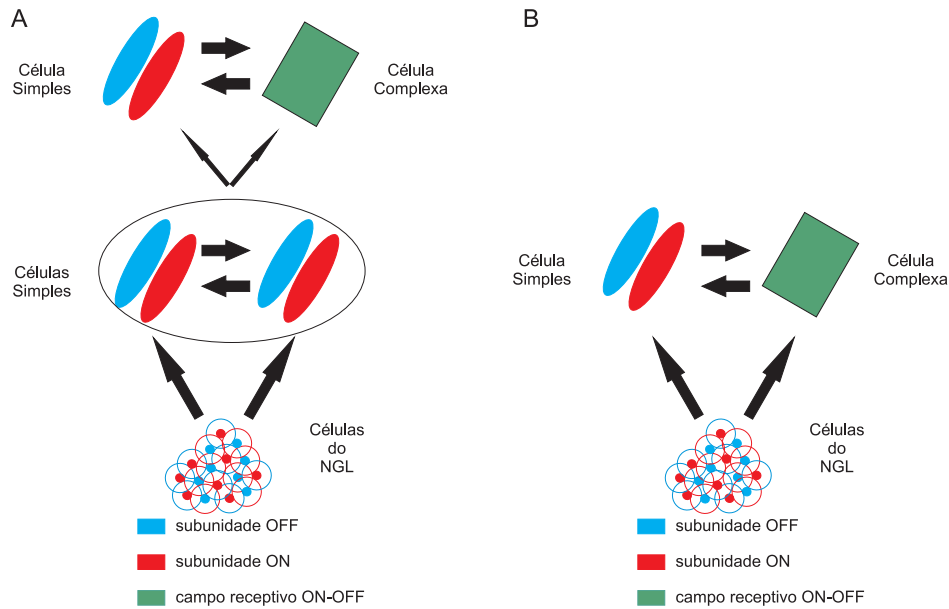 A
Célula
Simples
Célula
Complexa
Células
Simples
Células
do
NGL
subunidade OFF
subunidade ON
campo receptivo ON-OFF
B
Célula
Simples
Célula
Complexa
Células
do
NGL
subunidade OFF
subunidade ON
campo receptivo ON-OFF